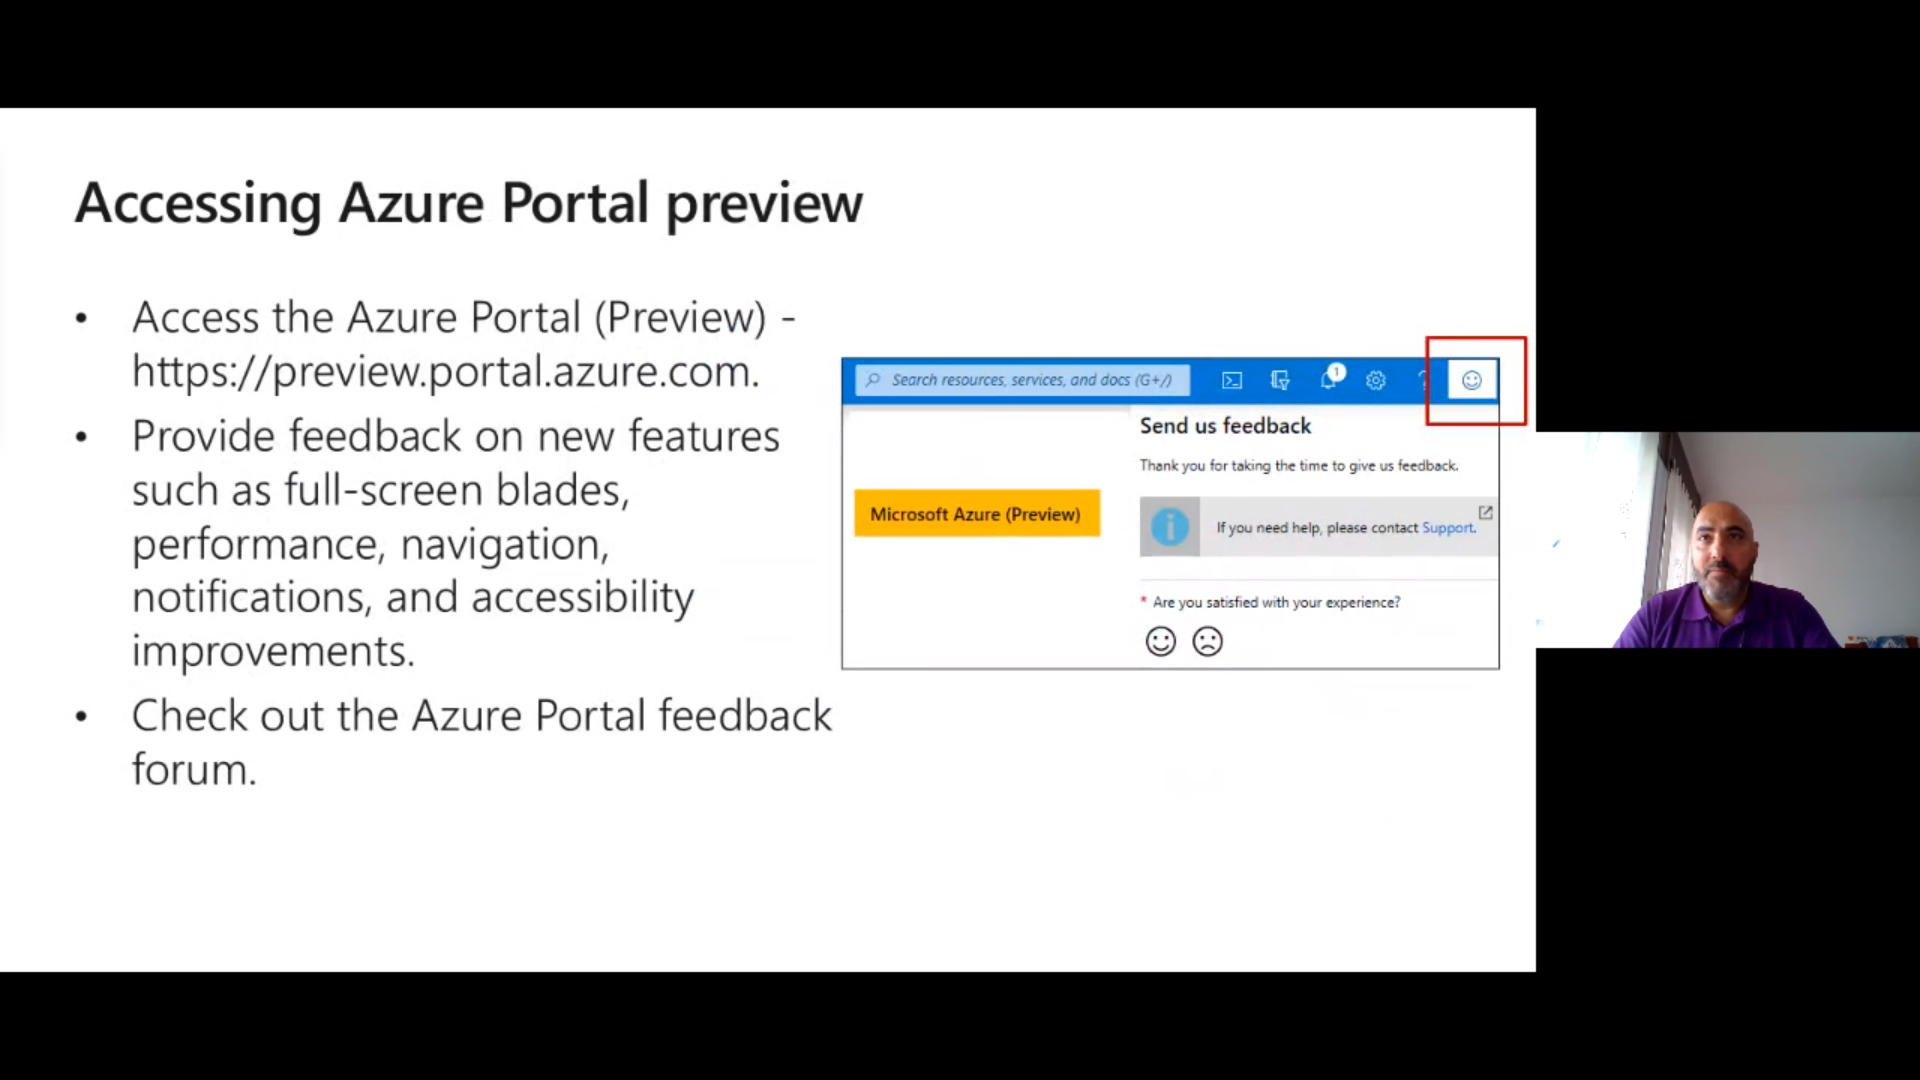 Accessing Azure Portal preview
• Access the Azure Portal (Preview) -
https://preview.portal.azure.com.
• Provide feedback on new features
such as full-screen blades,
performance, navigation,
notifications, and accessibility
improvements.
• Check out the Azure Portal feedback
forum.
Search resources, services, and docs (G+/)
1
?
Send us feedback
Thank you for taking the time to give us feedback.
Microsoft Azure (Preview)
If you need help, please contact Support.
* Are you satisfied with your experience?